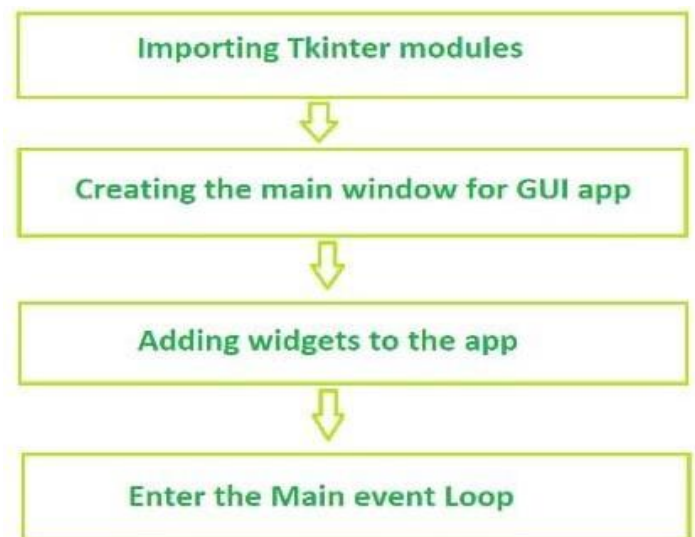 Importing Tkinter modules
Creating the main window for GUI app
Adding widgets to the app
Enter the Main event Loop